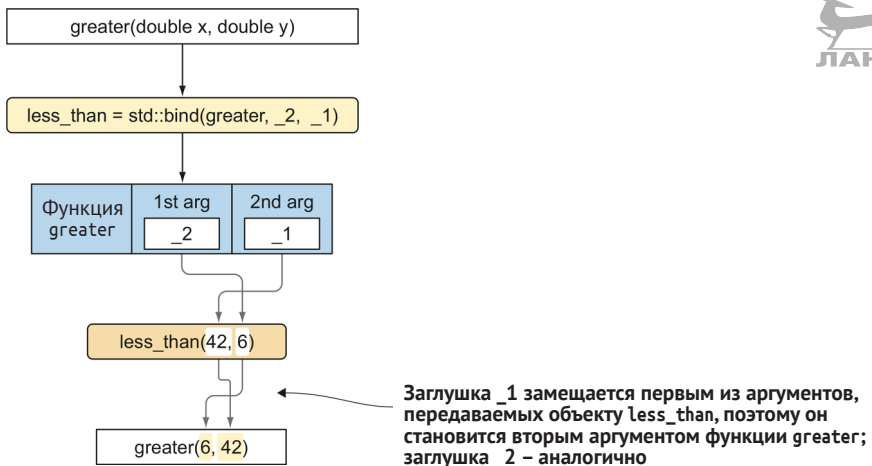 greater(double x, double y)
ЛАН
less_than = std::bind(greater, _2, _1)
Функция
greater
1st arg
2nd arg
_2
_1
less_than(42, 6)
Заглушка _1 замещается первым из аргументов,
передаваемых объекту less_than, поэтому он
становится вторым аргументом функции greater;
заглушка _2 – аналогично
greater(6, 42)